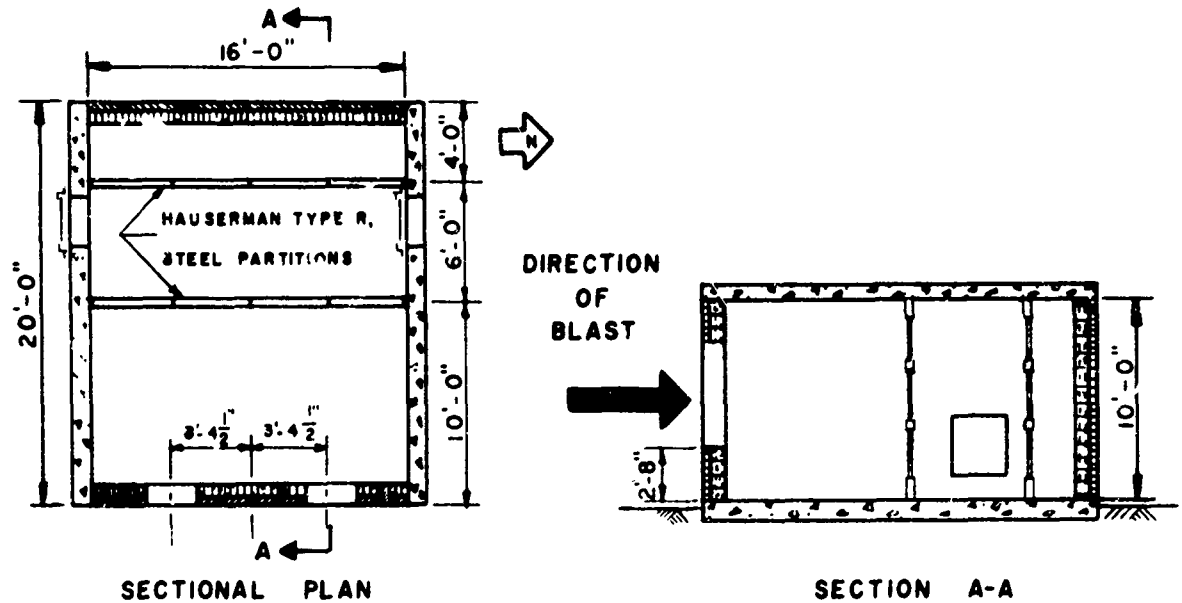 A
16'-0"
4'-0"
N
HAUSERMAN TYPE R,
STEEL PARTITIONS
6'-0"
20'-0"
DIRECTION
OF
BLAST
10'-0"
3'-4 1/2"
3'-4 1/2"
10'-0"
2'-8"
A
SECTIONAL PLAN
SECTION A-A